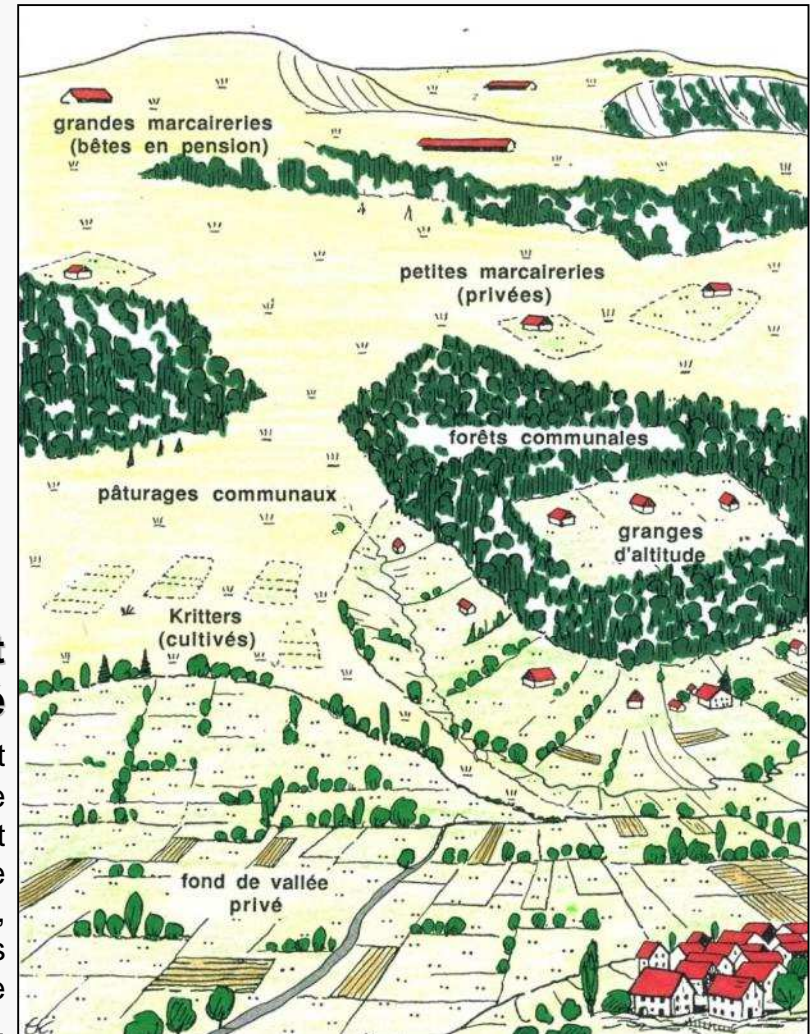 grandes marcaireries
(bêtes en pension)
petites marcaireries
(privées)
forêts communales
pâturages communaux
granges
d'altitude
Kritters
(cultivés)
t
e
t
e
t
e
,
s
e
fond de vallée
privé